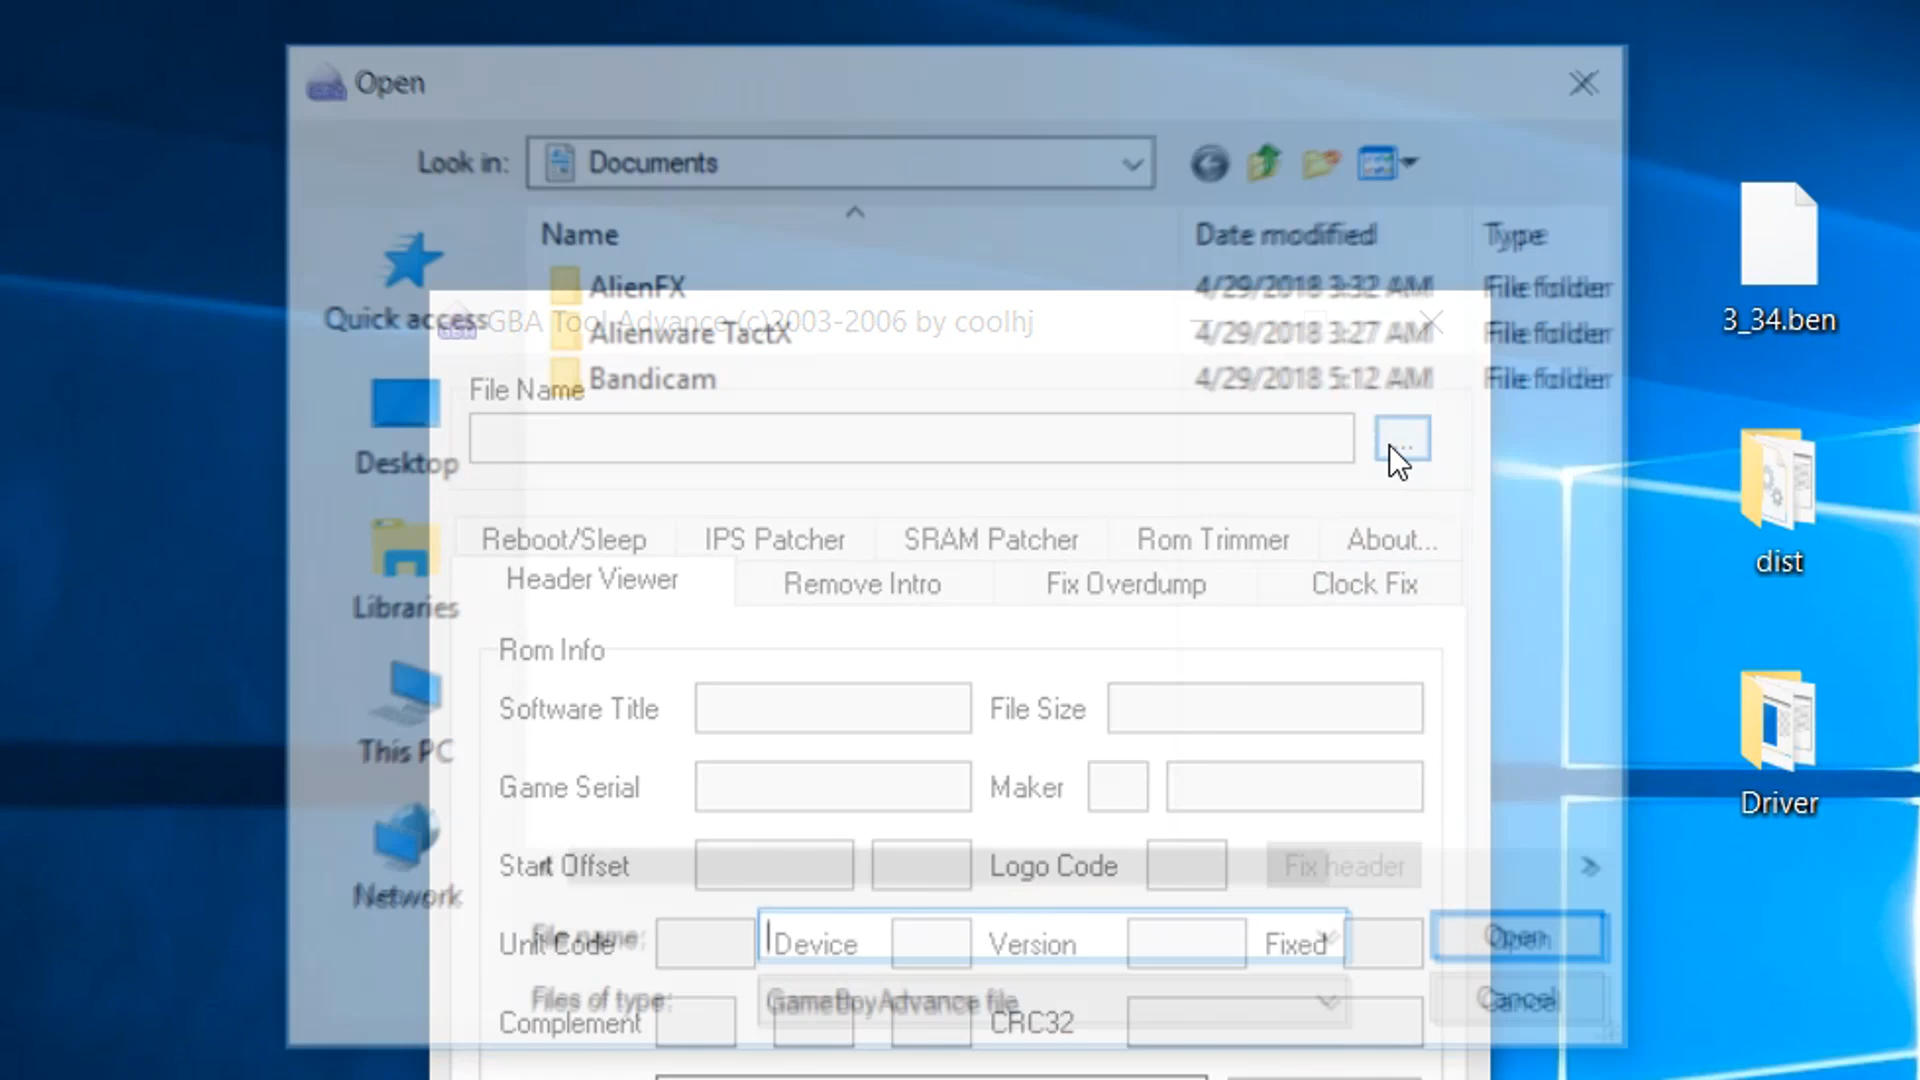 Open
Look in: Documents
Name Date modified Type
AlienFX 4/29/2018 3:32 AM File folder
Quick access
GBA Tool Advance (c)2003-2006 by coolhj
Alienware TactX 4/29/2018 3:27 AM File folder
Bandicam 4/29/2018 5:12 AM File folder
File Name
...
Desktop
Reboot/Sleep IPS Patcher SRAM Patcher Rom Trimmer About...
Header Viewer Remove Intro Fix Overdump Clock Fix
Libraries
Rom Info
Software Title File Size
This PC
Game Serial Maker
Start Offset Logo Code Fix header
Network
Unit Code Device Version Fixed
File name: Open
Files of type: GameBoyAdvance file Cancel
Complement CRC32
3_34.ben
dist
Driver